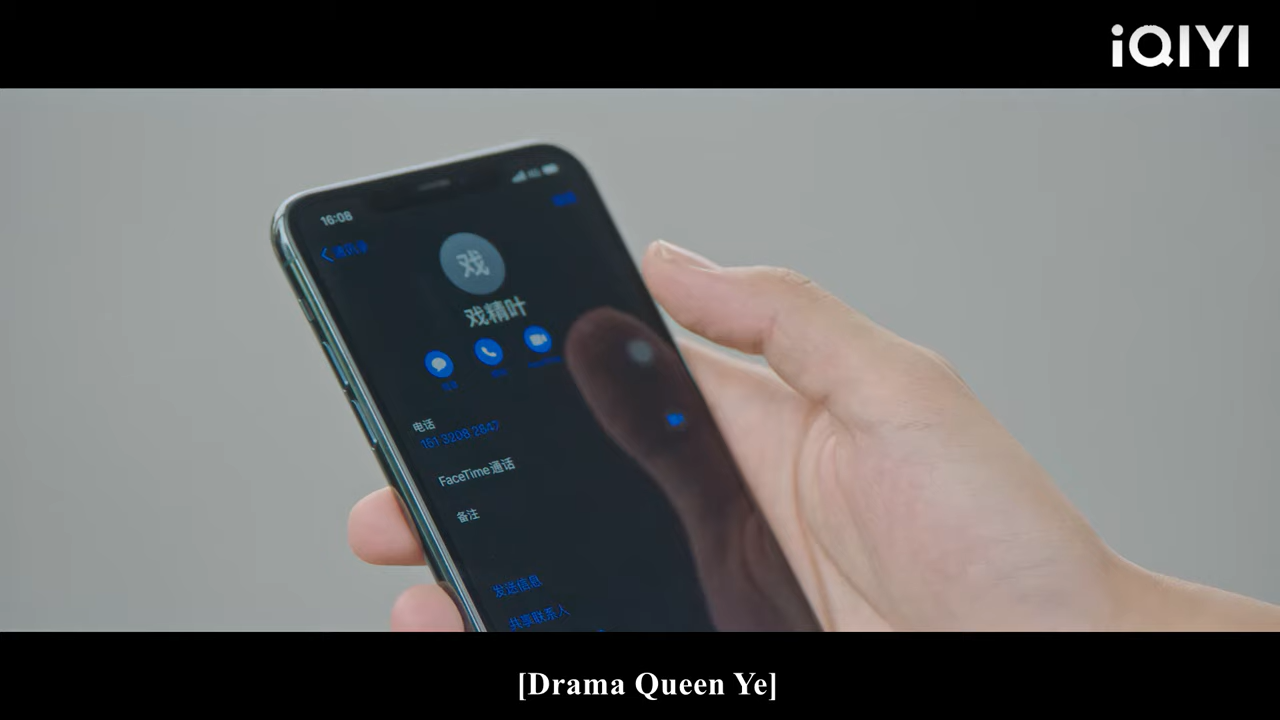 iQIYI
16:08
戏
戏精叶
电话
FaceTime通话
备注
发送信息
共享联系人
[Drama Queen Ye]